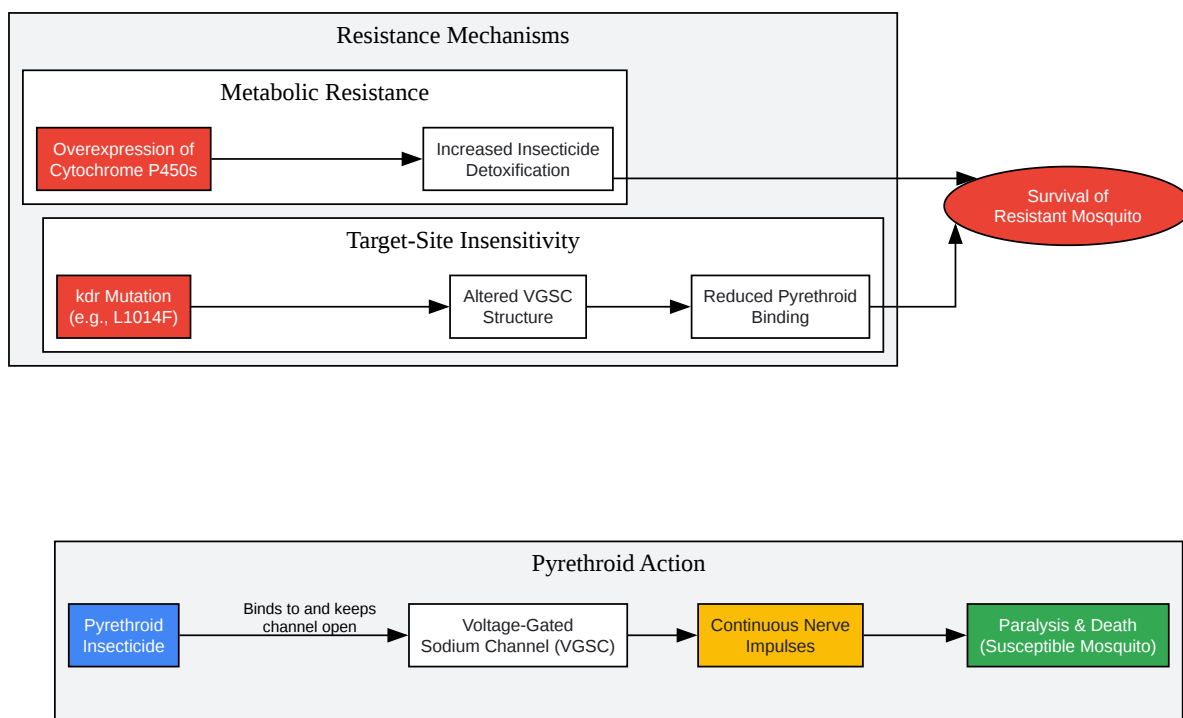 Resistance Mechanisms
Metabolic Resistance
Overexpression of
Cytochrome P450s
Increased Insecticide
Detoxification
Survival of
Resistant Mosquito
Target-Site Insensitivity
kdr Mutation
(e.g., L1014F)
Altered VGSC
Structure
Reduced Pyrethroid
Binding
Pyrethroid Action
Pyrethroid
Insecticide
Binds to and keeps
channel open
Voltage-Gated
Sodium Channel (VGSC)
Continuous Nerve
Impulses
Paralysis & Death
(Susceptible Mosquito)